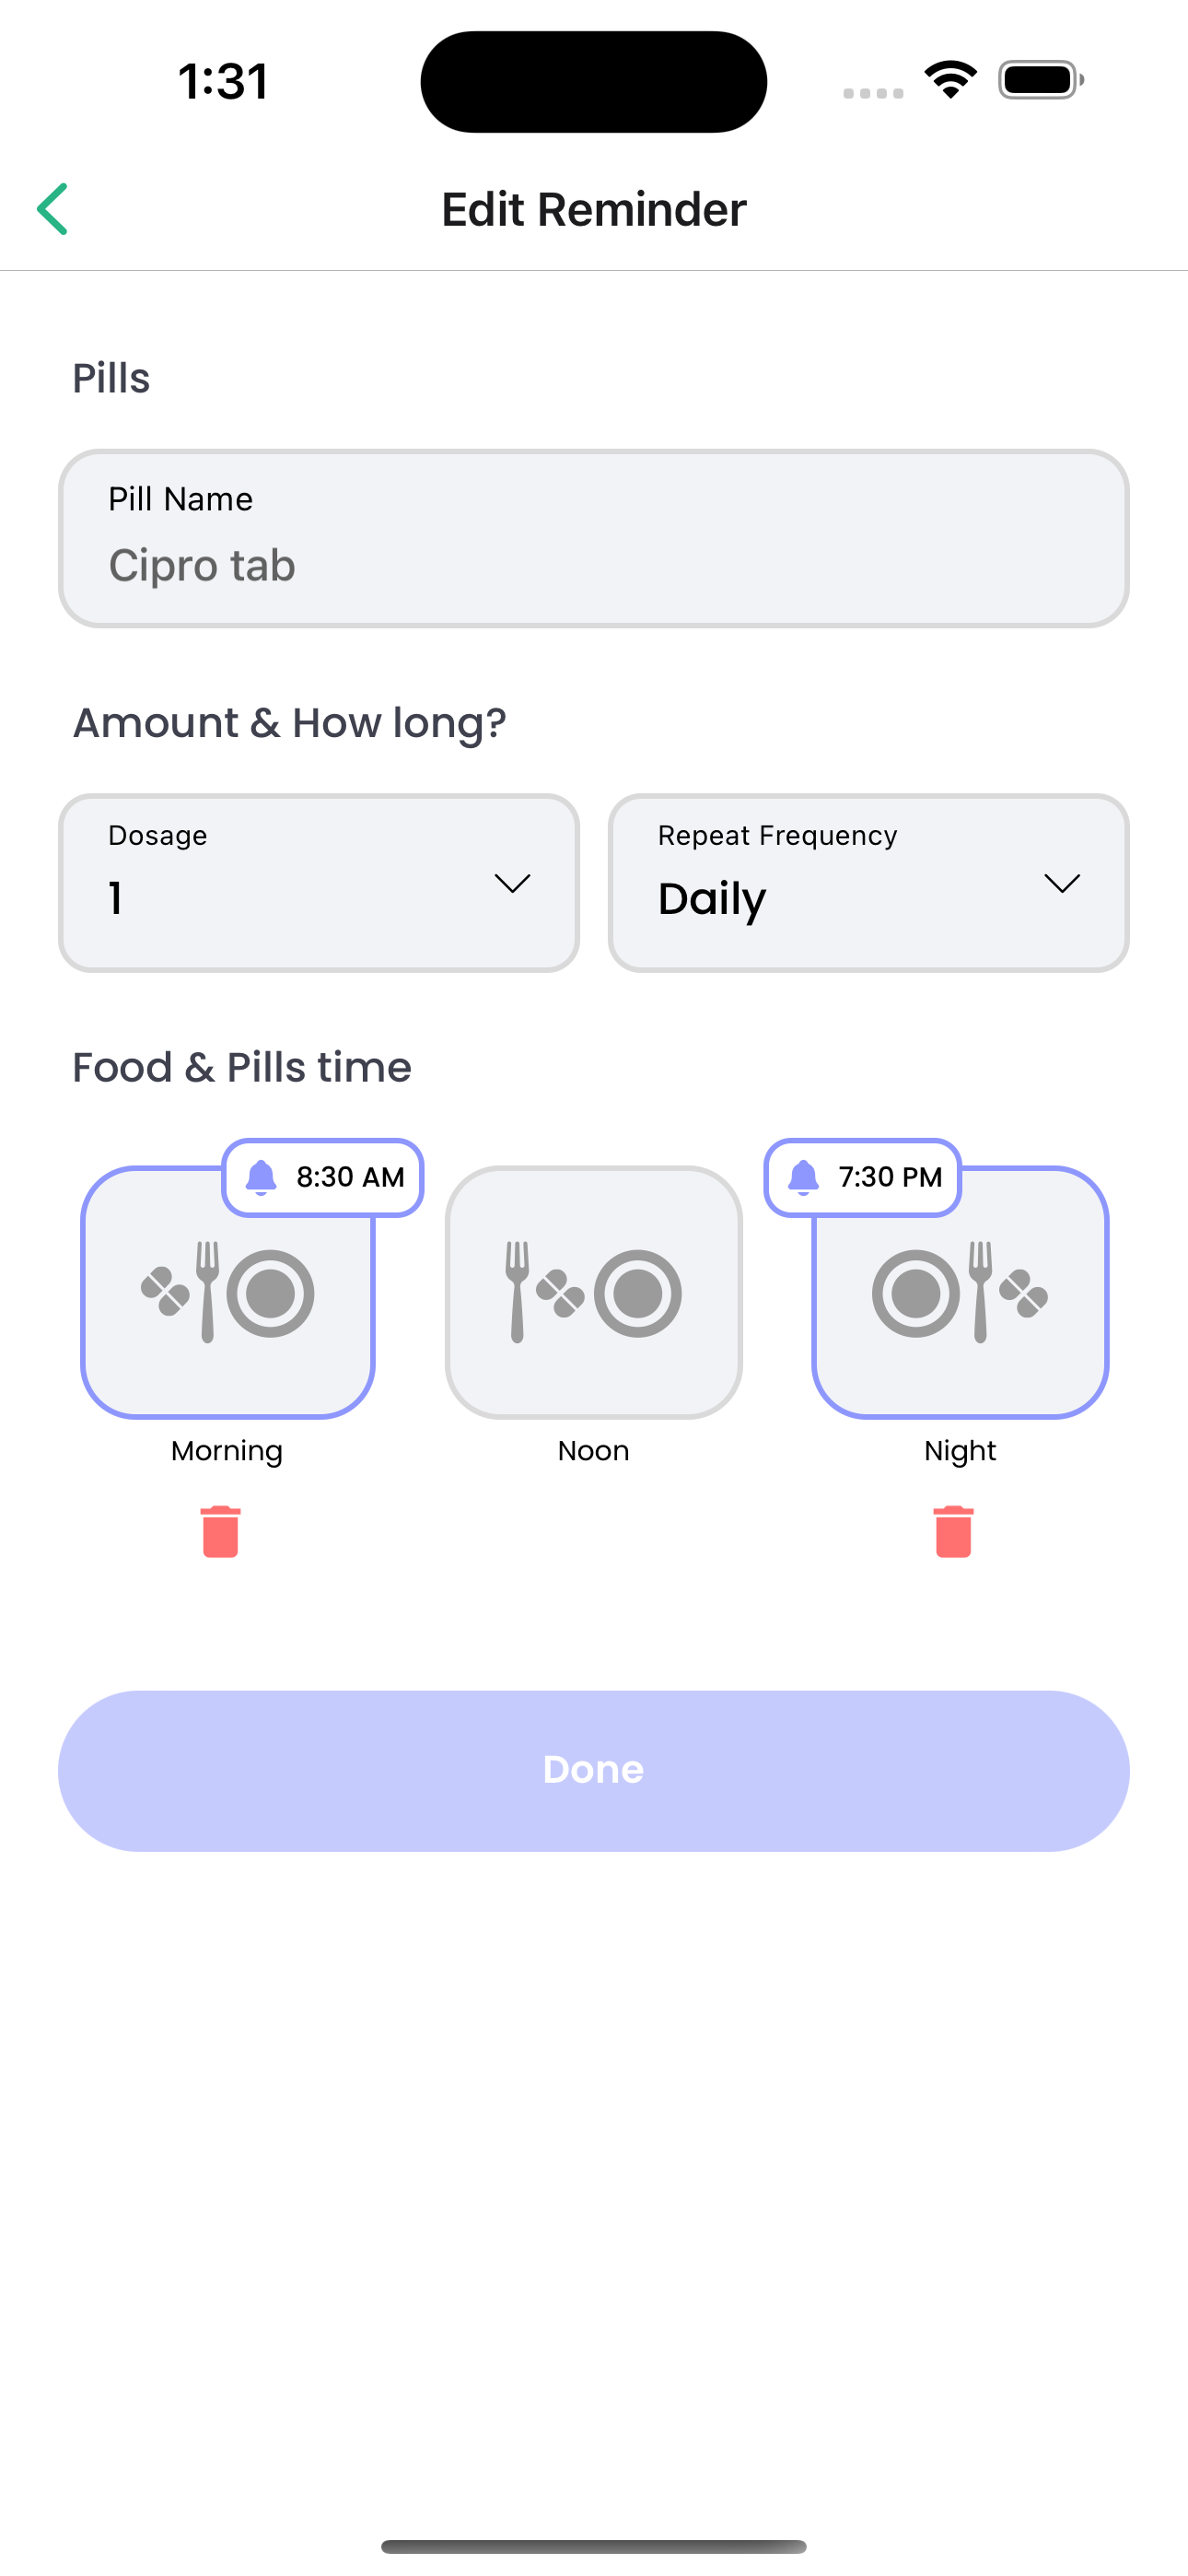 1:31
Edit Reminder
Pills
Pill Name
Cipro tab
Amount & How long?
Dosage
1
Repeat Frequency
Daily
Food & Pills time
8:30 AM
7:30 PM
Morning
Noon
Night
Done